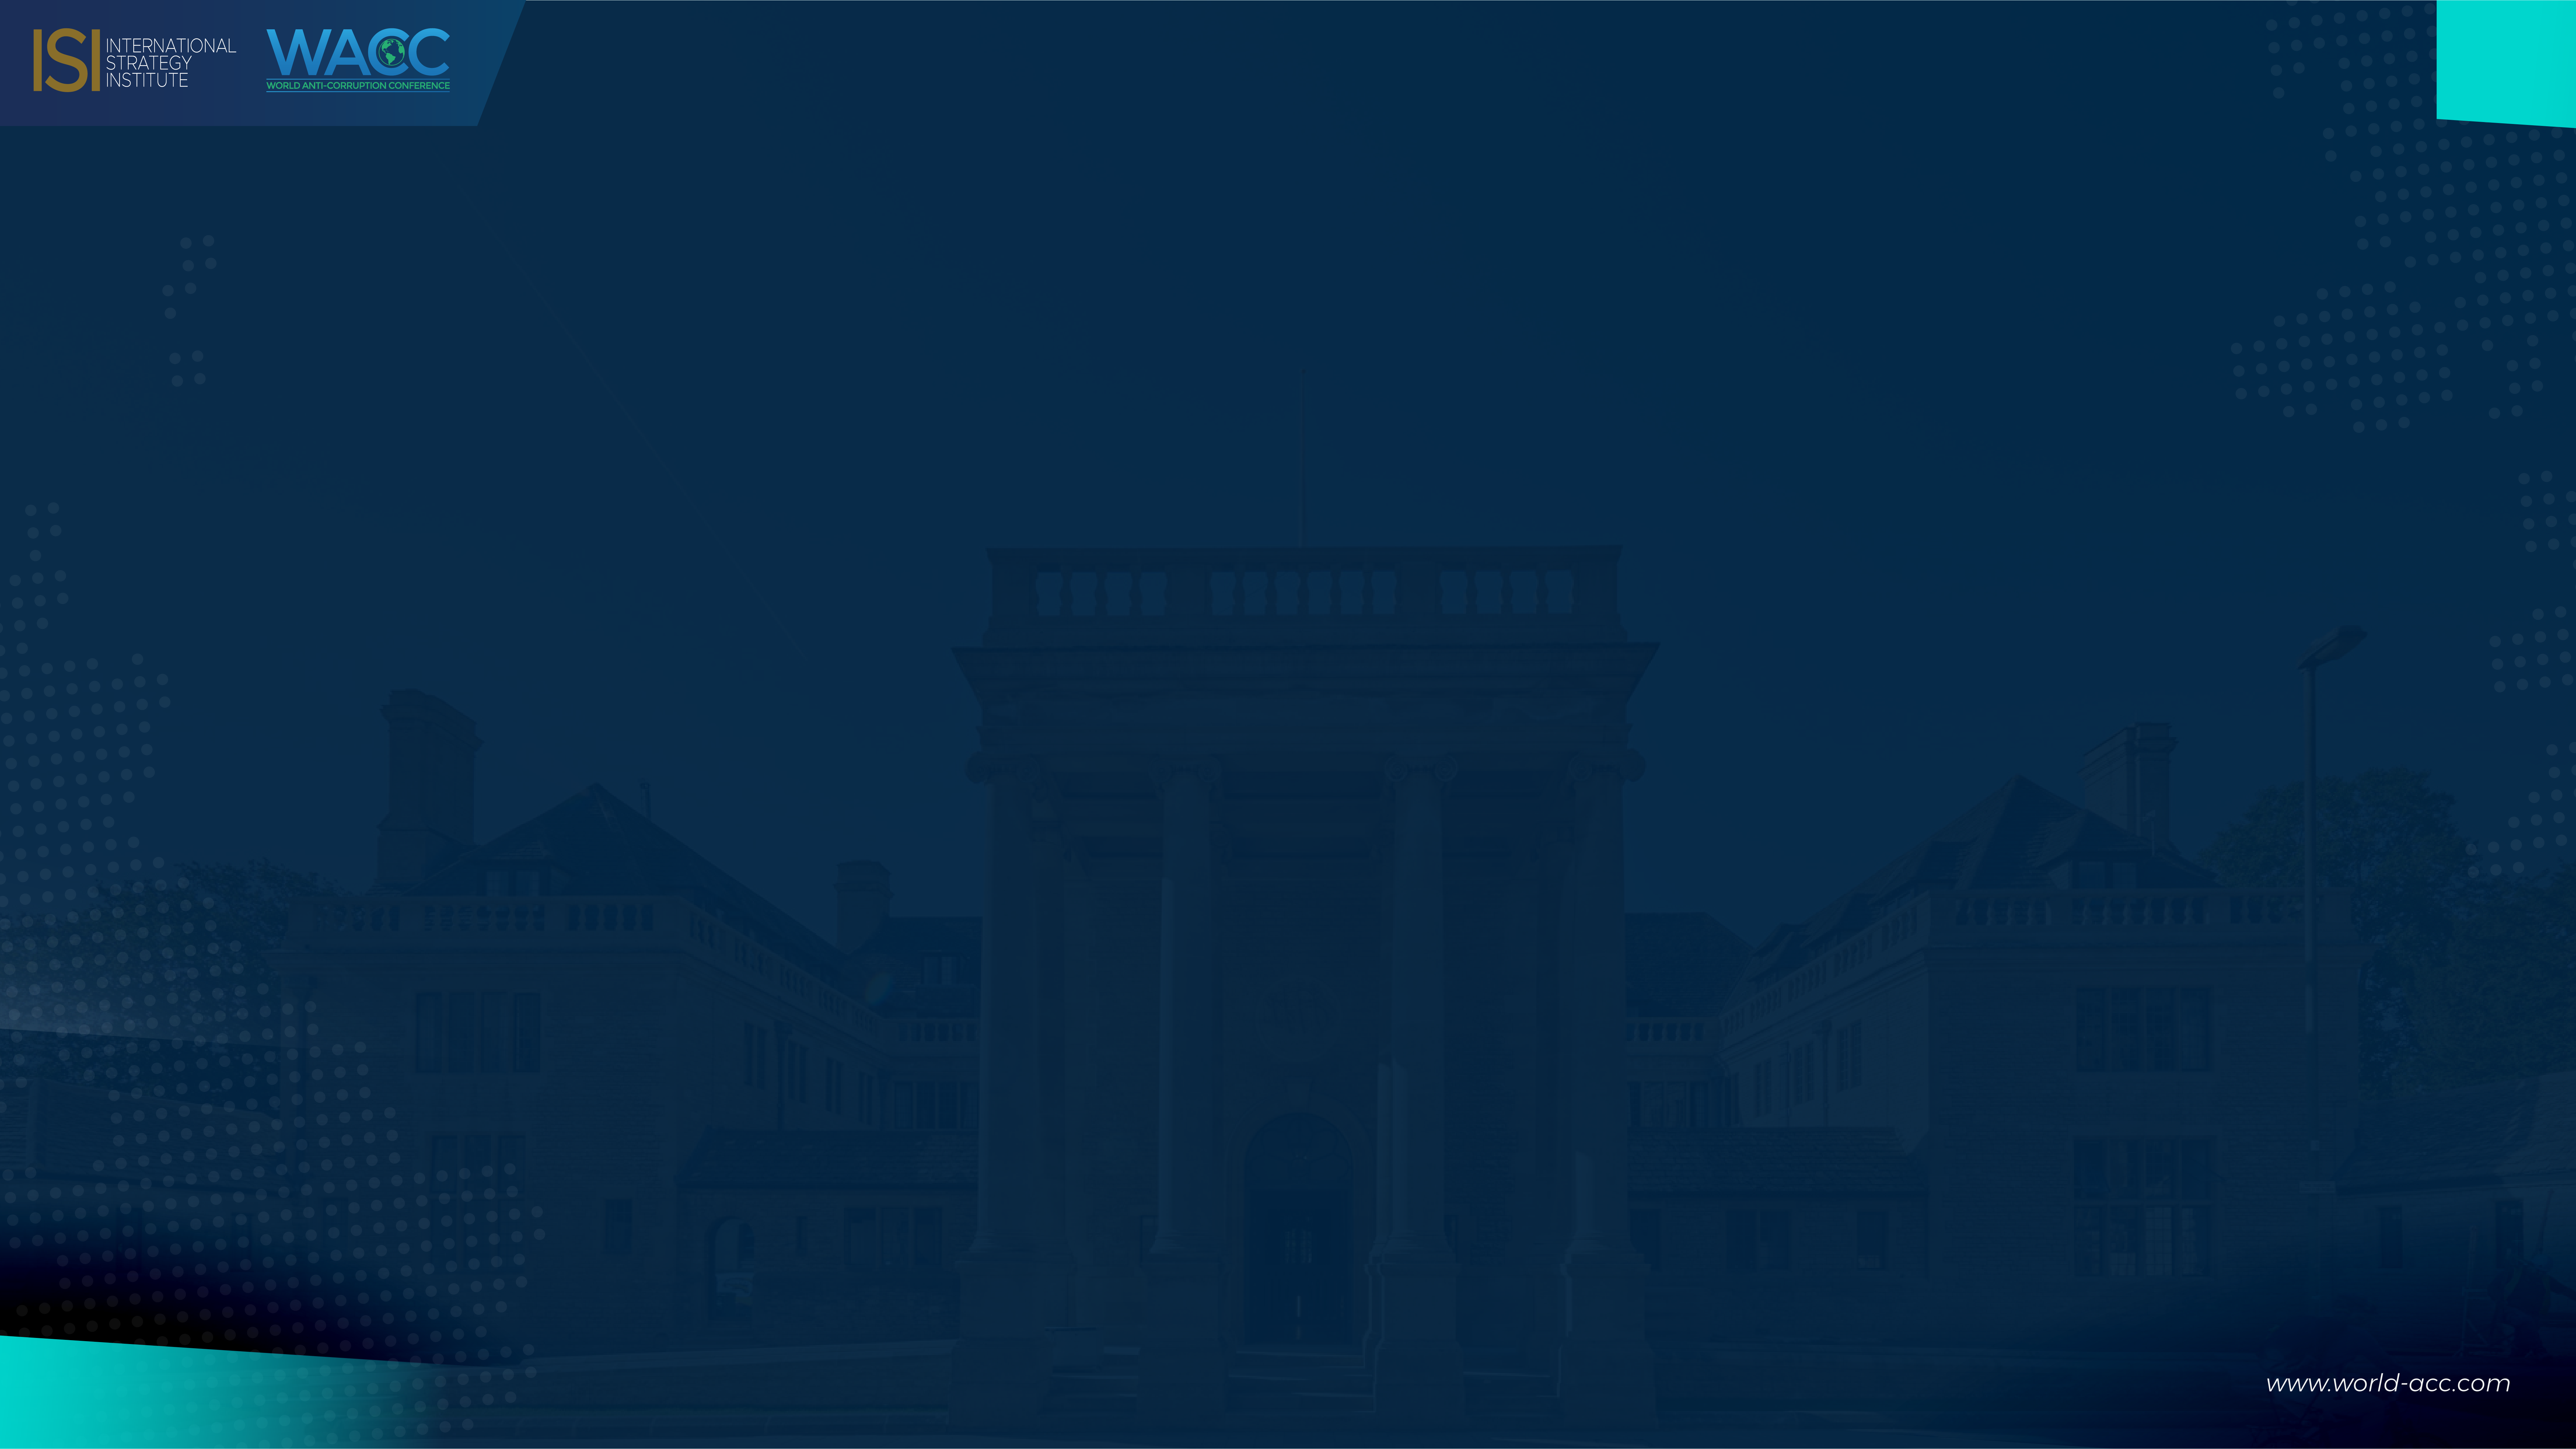 ISI INTERNATIONAL
STRATEGY
INSTITUTE
WACC
WORLD ANTI-CORRUPTION CONFERENCE
www.world-acc.com